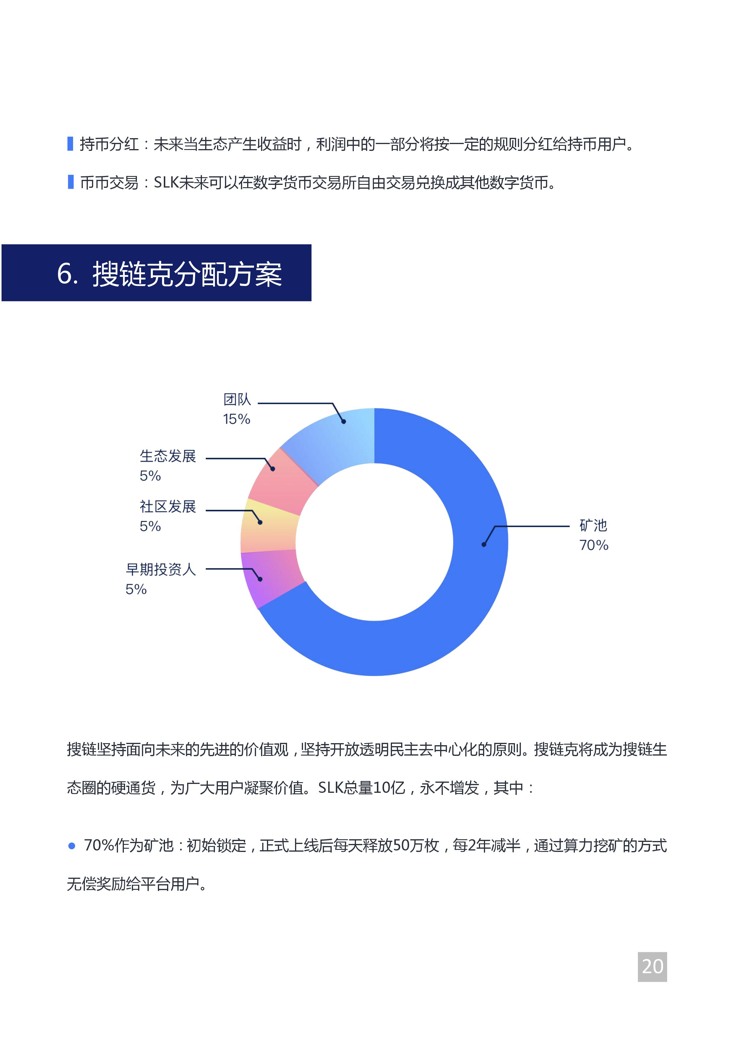 持币分红：未来当生态产生收益时，利润中的一部分将按一定的规则分红给持币用户。
币币交易：SLK未来可以在数字货币交易所自由交易兑换成其他数字货币。
6. 搜链克分配方案
团队
15%
生态发展
5%
社区发展
5%
早期投资人
5%
矿池
70%
搜链坚持面向未来的先进的价值观，坚持开放透明民主去中心化的原则。搜链克将成为搜链生
态圈的硬通货，为广大用户凝聚价值。SLK总量10亿，永不增发，其中：
● 70%作为矿池：初始锁定，正式上线后每天释放50万枚，每2年减半，通过算力挖矿的方式
无偿奖励给平台用户。
20